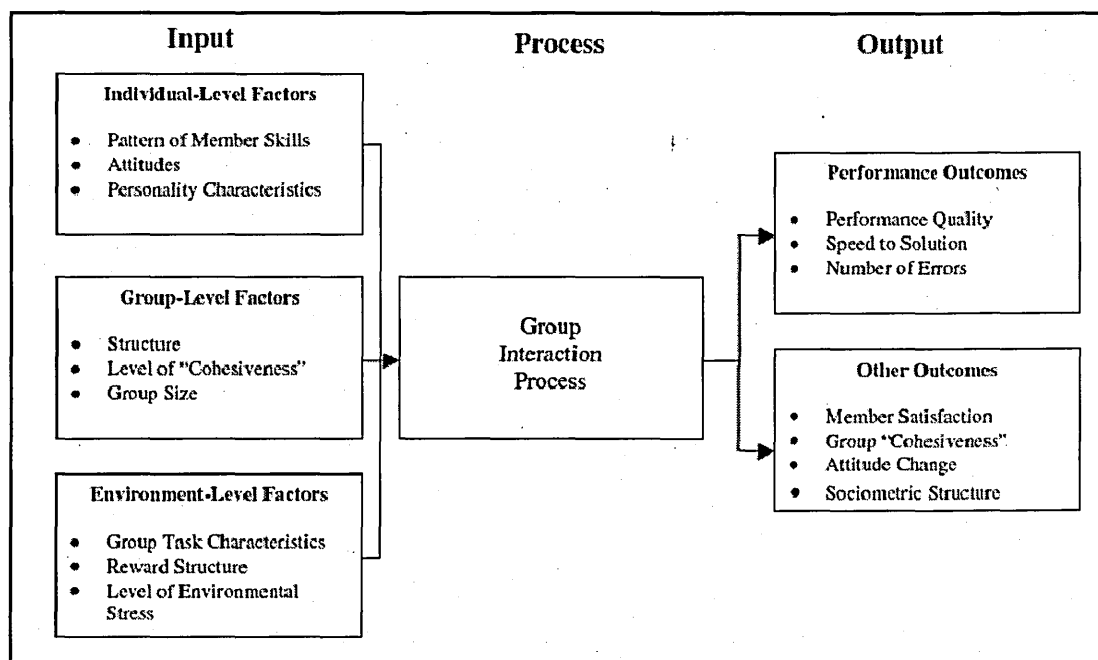 Input
Process
Output
Individual-Level Factors
• Pattern of Member Skills
• Attitudes
• Personality Characteristics
Group-Level Factors
• Structure
• Level of "Cohesiveness"
• Group Size
Environment-Level Factors
• Group Task Characteristics
• Reward Structure
• Level of Environmental
Stress
Group
Interaction
Process
Performance Outcomes
• Performance Quality
• Speed to Solution
• Number of Errors
Other Outcomes
• Member Satisfaction
• Group "Cohesiveness"
• Attitude Change
• Sociometric Structure